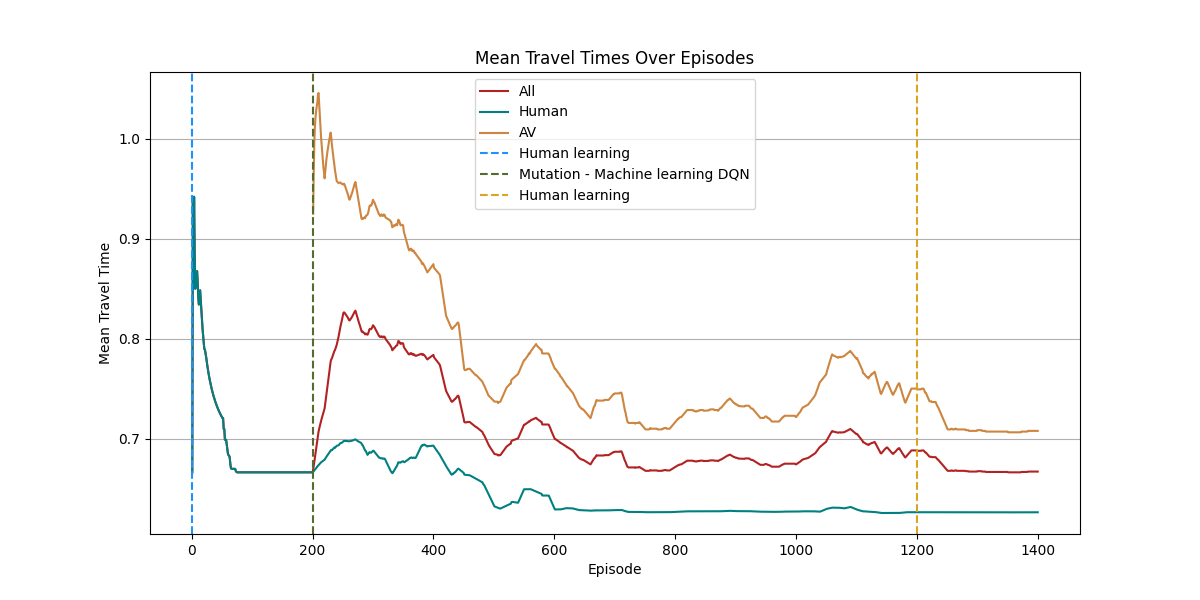 Mean Travel Times Over Episodes
All
Human
AV
Human learning
Mutation - Machine learning DQN
Human learning
Mean Travel Time
1.0
0.9
0.8
0.7
0 200 400 600 800 1000 1200 1400
Episode